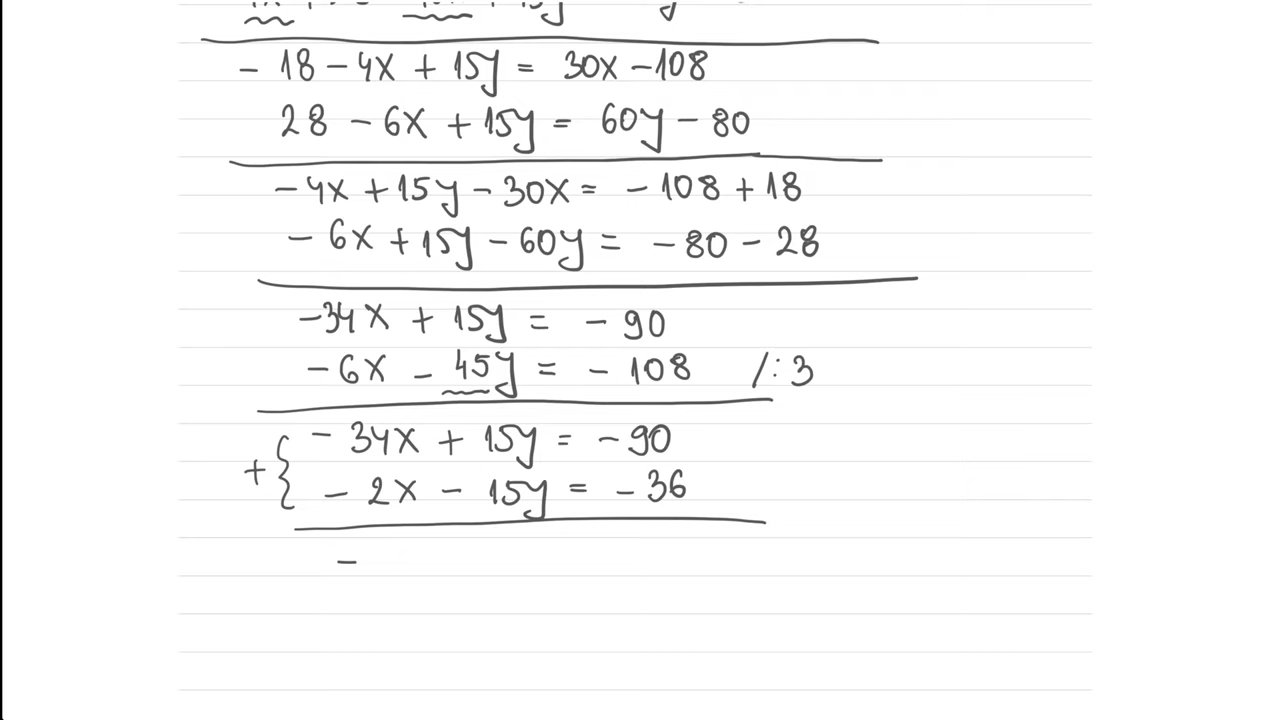 - 18 - 4x + 15y = 30x - 108
28 - 6x + 15y = 60y - 80
-4x + 15y - 30x = - 108 + 18
- 6x + 15y - 60y = - 80 - 28
-34x + 15y = - 90
- 6x - 45y = - 108 /: 3
+ { - 34x + 15y = - 90
- 2x - 15y = - 36
-